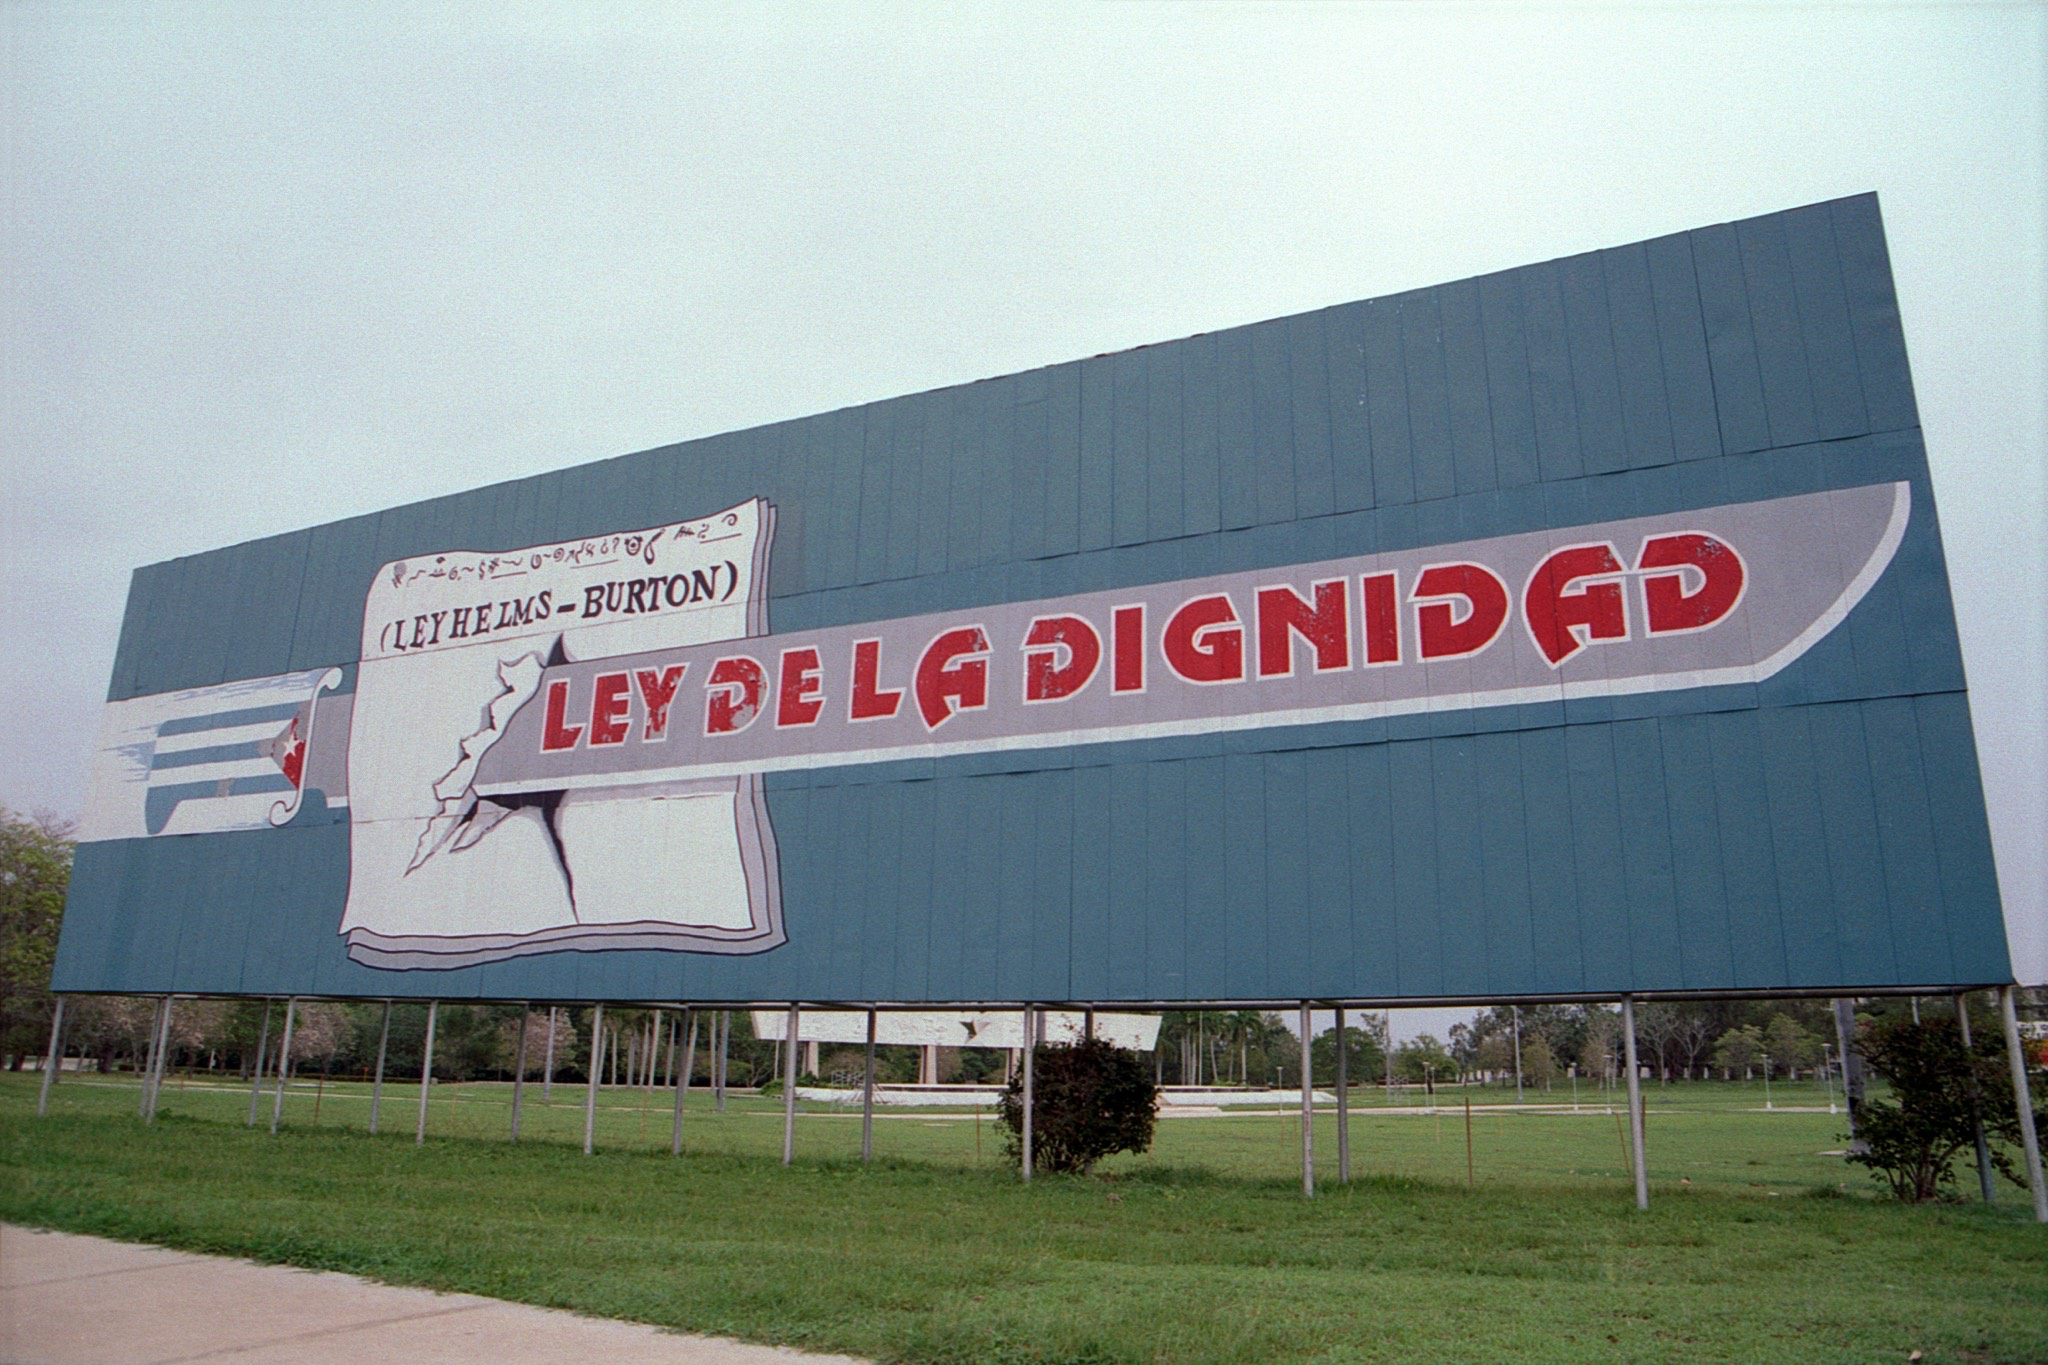 (LEY HELMS-BURTON)
LEY DE LA DIGNIDAD